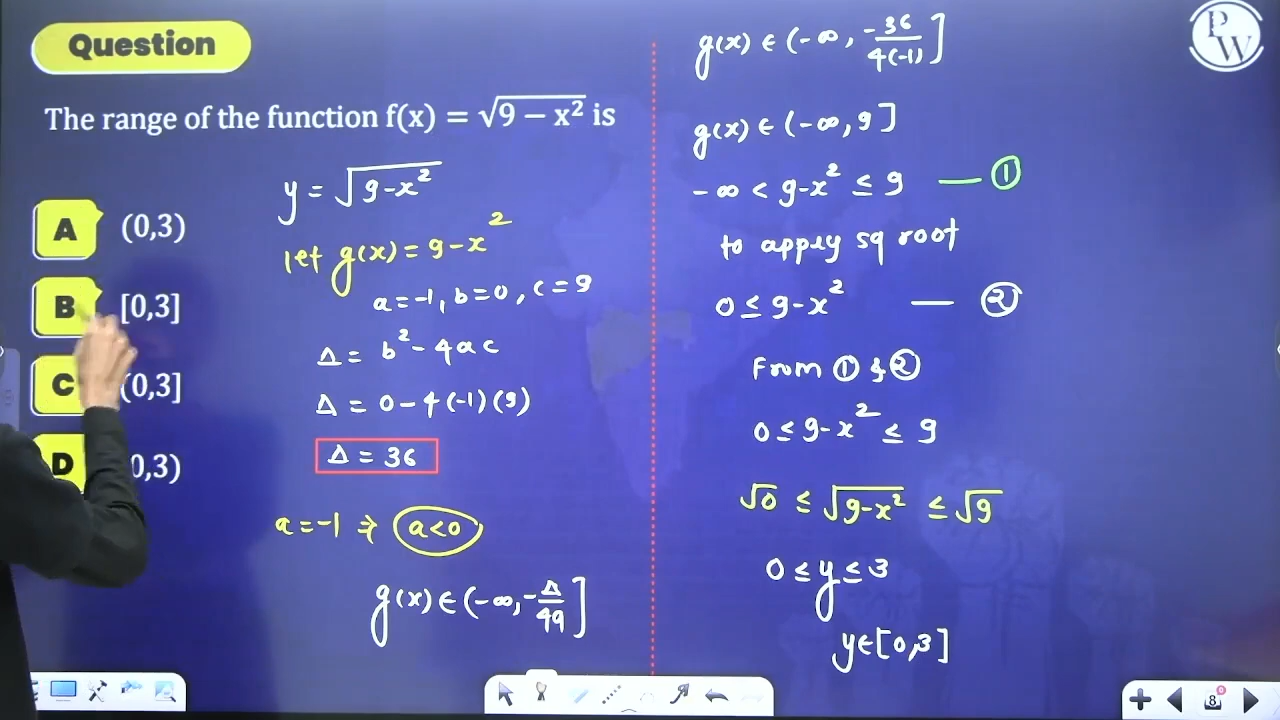 Question
The range of the function f(x) = √(9 − x²) is
A (0,3)
B [0,3]
C (0,3]
D 0,3)
y = √(9-x²)
let g(x) = 9-x²
a=-1, b=0, c=9
Δ = b²-4ac
Δ = 0-4(-1)(9)
Δ = 36
a=-1 ⇒ a<0
g(x) ∈ (-∞, -Δ/4a]
g(x) ∈ (-∞, -36/4(-1)]
g(x) ∈ (-∞, 9]
-∞ < 9-x² ≤ 9 — ①
to apply sq root
0 ≤ 9-x² — ②
From ① & ②
0 ≤ 9-x² ≤ 9
√0 ≤ √(9-x²) ≤ √9
0 ≤ y ≤ 3
y∈[0,3]
PW
8